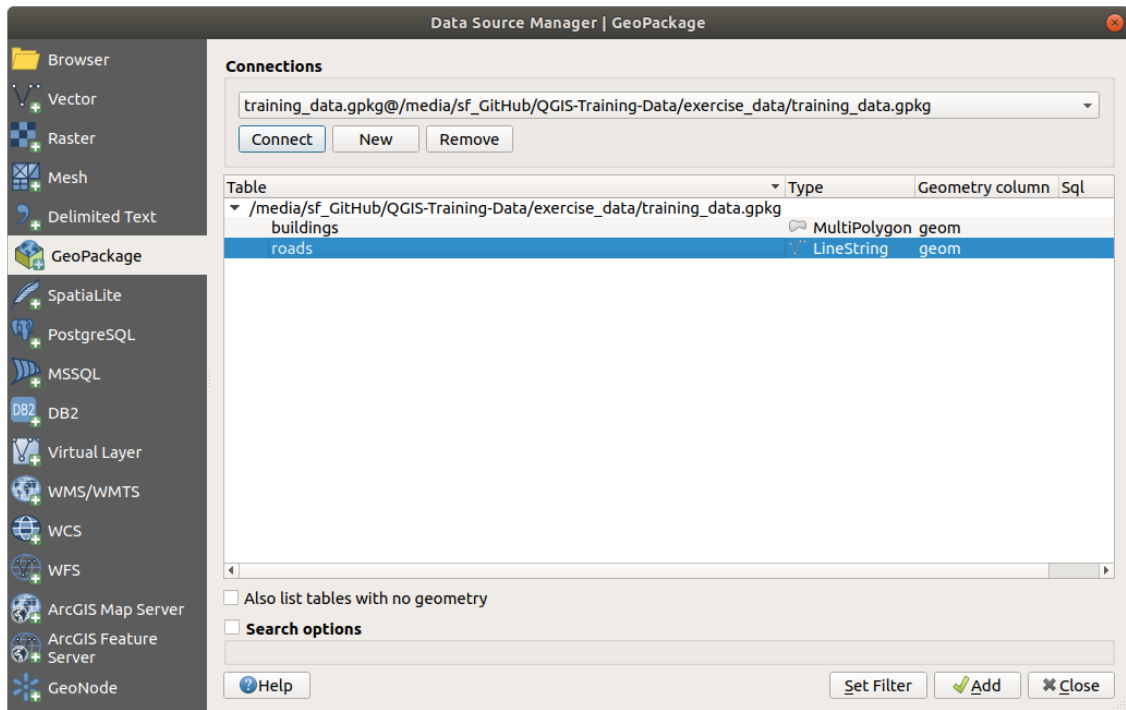 Data Source Manager | GeoPackage
Browser
Vector
Raster
Mesh
Delimited Text
GeoPackage
SpatiaLite
PostgreSQL
MSSQL
DB2
DB2
Virtual Layer
WMS/WMTS
WCS
WFS
ArcGIS Map Server
ArcGIS Feature
Server
GeoNode
Connections
training_data.gpkg@/media/sf_GitHub/QGIS-Training-Data/exercise_data/training_data.gpkg
Connect New Remove
Table Type Geometry column Sql
/media/sf_GitHub/QGIS-Training-Data/exercise_data/training_data.gpkg
buildings MultiPolygon geom
roads LineString geom
Also list tables with no geometry
Search options
Help Set Filter Add Close